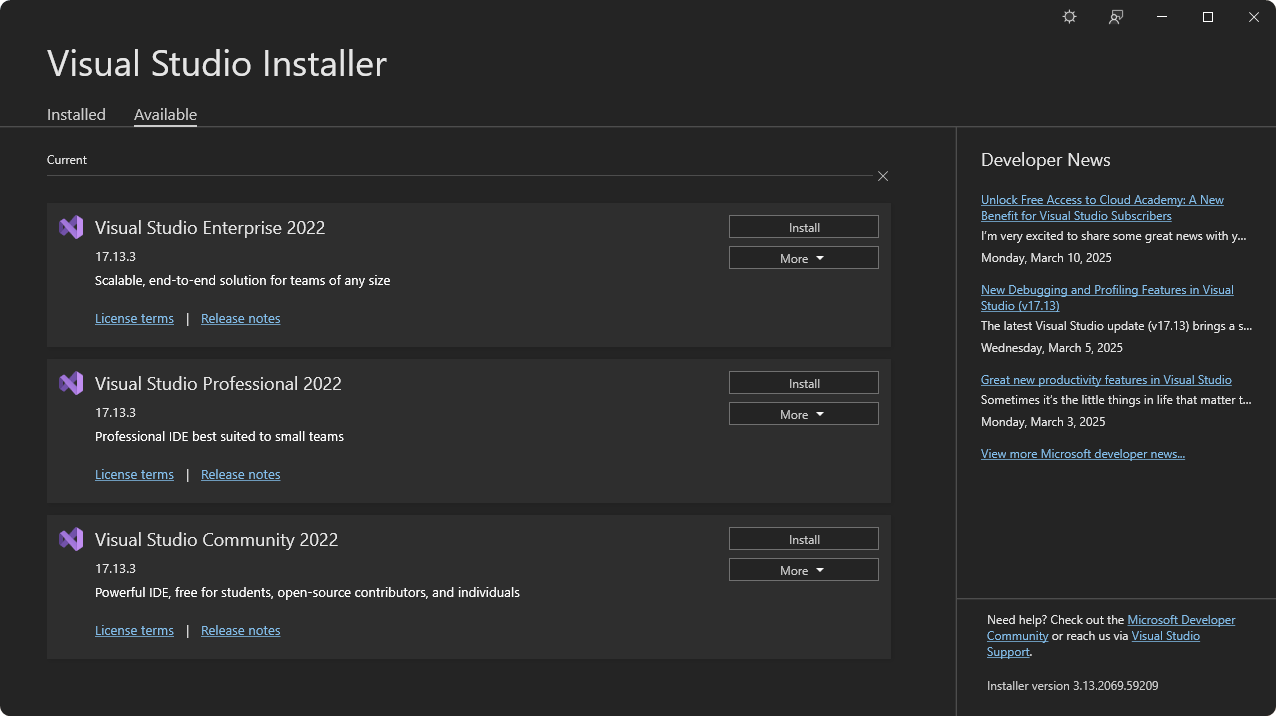 Visual Studio Installer
Installed
Available
Current
Visual Studio Enterprise 2022
17.13.3
Scalable, end-to-end solution for teams of any size
License terms | Release notes
Install
More
Visual Studio Professional 2022
17.13.3
Professional IDE best suited to small teams
License terms | Release notes
Install
More
Visual Studio Community 2022
17.13.3
Powerful IDE, free for students, open-source contributors, and individuals
License terms | Release notes
Install
More
Developer News
Unlock Free Access to Cloud Academy: A New
Benefit for Visual Studio Subscribers
I'm very excited to share some great news with y...
Monday, March 10, 2025
New Debugging and Profiling Features in Visual
Studio (v17.13)
The latest Visual Studio update (v17.13) brings a s...
Wednesday, March 5, 2025
Great new productivity features in Visual Studio
Sometimes it's the little things in life that matter t...
Monday, March 3, 2025
View more Microsoft developer news...
Need help? Check out the Microsoft Developer
Community or reach us via Visual Studio
Support.
Installer version 3.13.2069.59209